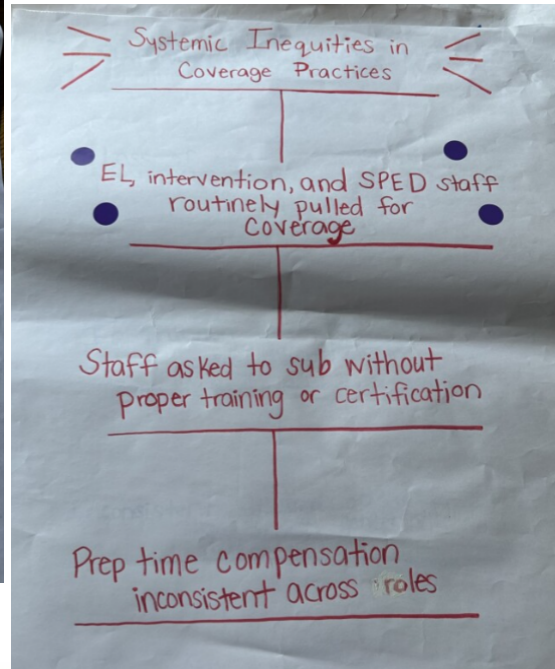 Systemic Inequities in
Coverage Practices
EL, intervention, and SPED staff
routinely pulled for
coverage
Staff asked to sub without
proper training or certification
Prep time compensation
inconsistent across roles